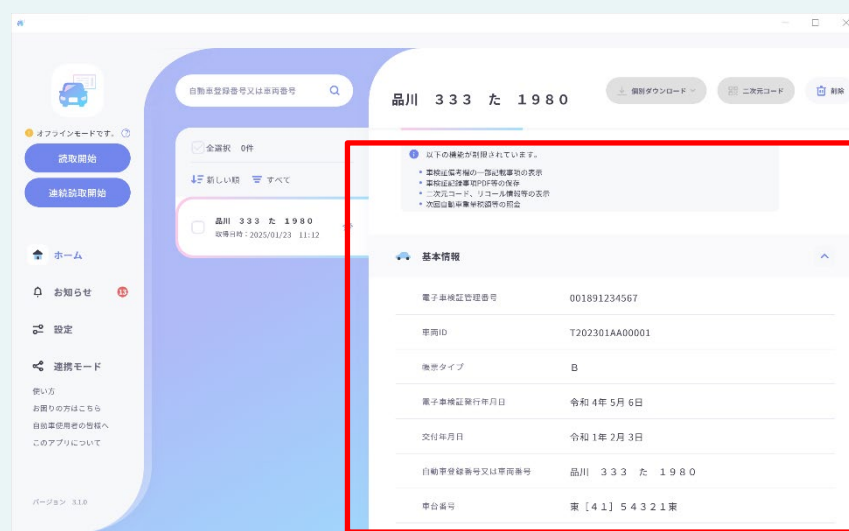 オフラインモードです。
読取開始
連続読取開始
ホーム
お知らせ 13
設定
連携モード
使い方
お困りの方はこちら
自動車使用者の皆様へ
このアプリについて
バージョン 3.1.0
自動車登録番号又は車両番号
全選択 0件
新しい順 すべて
品川 333 た 1980
取得日時：2025/01/23 11:12
品川 333 た 1980
個別ダウンロード
二次元コード
削除
以下の機能が制限されています。
・車検証備考欄の一部記載事項の表示
・車検証記録事項PDF等の保存
・二次元コード、リコール情報等の表示
・次回自動車重量税額等の照会
基本情報
電子車検証管理番号 001891234567
車両ID T202301AA00001
帳票タイプ B
電子車検証発行年月日 令和 4年 5月 6日
交付年月日 令和 1年 2月 3日
自動車登録番号又は車両番号 品川 333 た 1980
車台番号 東［41］54321東